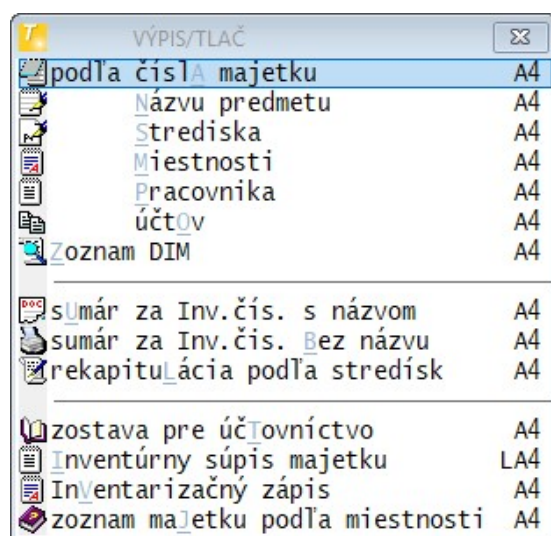 VÝPIS/TLAČ
podľa číslA majetku A4
Názvu predmetu A4
Strediska A4
Miestnosti A4
Pracovnika A4
účtOv A4
Zoznam DIM A4
sUmár za Inv.čís. s názvom A4
sumár za Inv.čis. Bez názvu A4
rekapituLácia podľa stredísk A4
zostava pre účTovníctvo A4
Inventúrny súpis majetku LA4
InVentarizačný zápis A4
zoznam maJetku podľa miestnosti A4